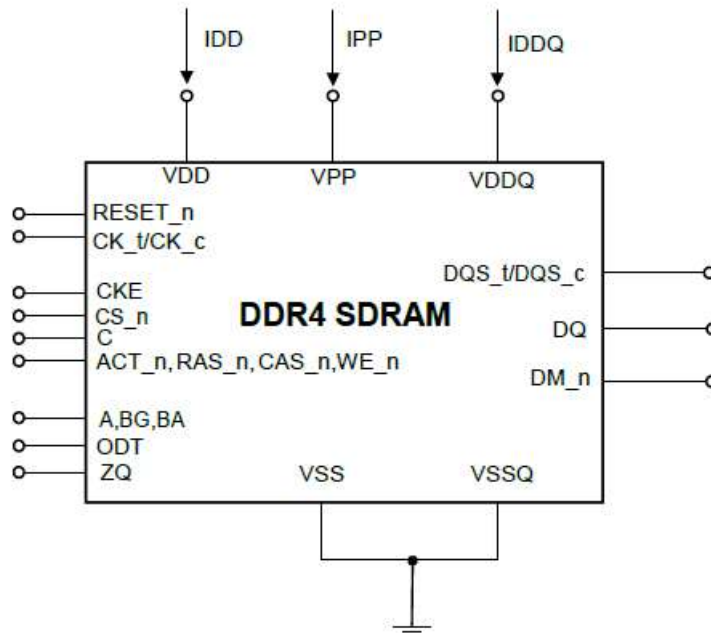 IDD
IPP
IDDQ
VDD
VPP
VDDQ
RESET_n
CK_t/CK_c
DQS_t/DQS_c
CKE
CS_n
DDR4 SDRAM
DQ
C
ACT_n,RAS_n,CAS_n,WE_n
DM_n
A,BG,BA
ODT
ZQ
VSS
VSSQ